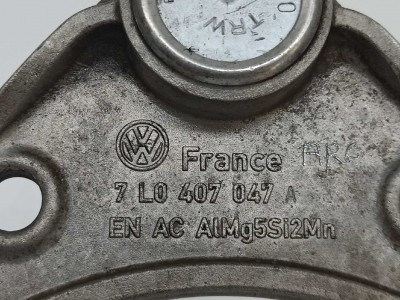 TRW
France
7 L0 407 047 A
EN AC AlMg5Si2Mn